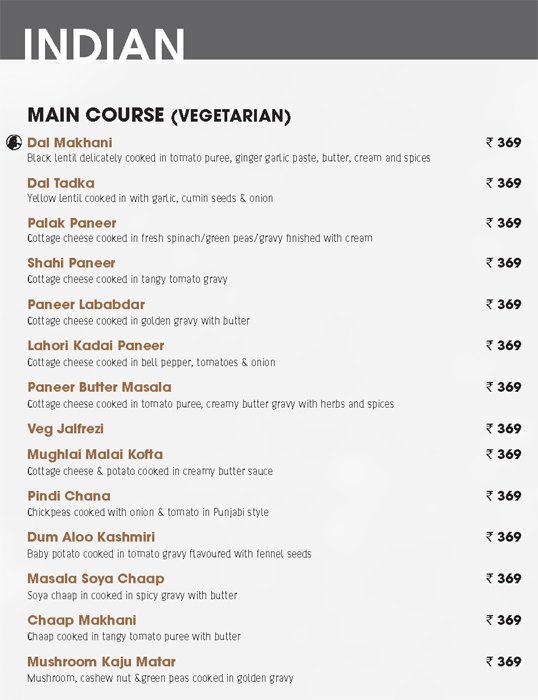 INDIAN
MAIN COURSE (VEGETARIAN)
Dal Makhani ₹ 369
Black lentil delicately cooked in tomato puree, ginger garlic paste, butter, cream and spices
Dal Tadka ₹ 369
Yellow lentil cooked in with garlic, cumin seeds & onion
Palak Paneer ₹ 369
Cottage cheese cooked in fresh spinach/green peas/gravy finished with cream
Shahi Paneer ₹ 369
Cottage cheese cooked in tangy tomato gravy
Paneer Lababdar ₹ 369
Cottage cheese cooked in golden gravy with butter
Lahori Kadai Paneer ₹ 369
Cottage cheese cooked in bell pepper, tomatoes & onion
Paneer Butter Masala ₹ 369
Cottage cheese cooked in tomato puree, creamy butter gravy with herbs and spices
Veg Jalfrezi ₹ 369
Mughlai Malai Kofta ₹ 369
Cottage cheese & potato cooked in creamy butter sauce
Pindi Chana ₹ 369
Chickpeas cooked with onion & tomato in Punjabi style
Dum Aloo Kashmiri ₹ 369
Baby potato cooked in tomato gravy flavoured with fennel seeds
Masala Soya Chaap ₹ 369
Soya chaap in cooked in spicy gravy with butter
Chaap Makhani ₹ 369
Chaap cooked in tangy tomato puree with butter
Mushroom Kaju Matar ₹ 369
Mushroom, cashew nut &green peas cooked in golden gravy